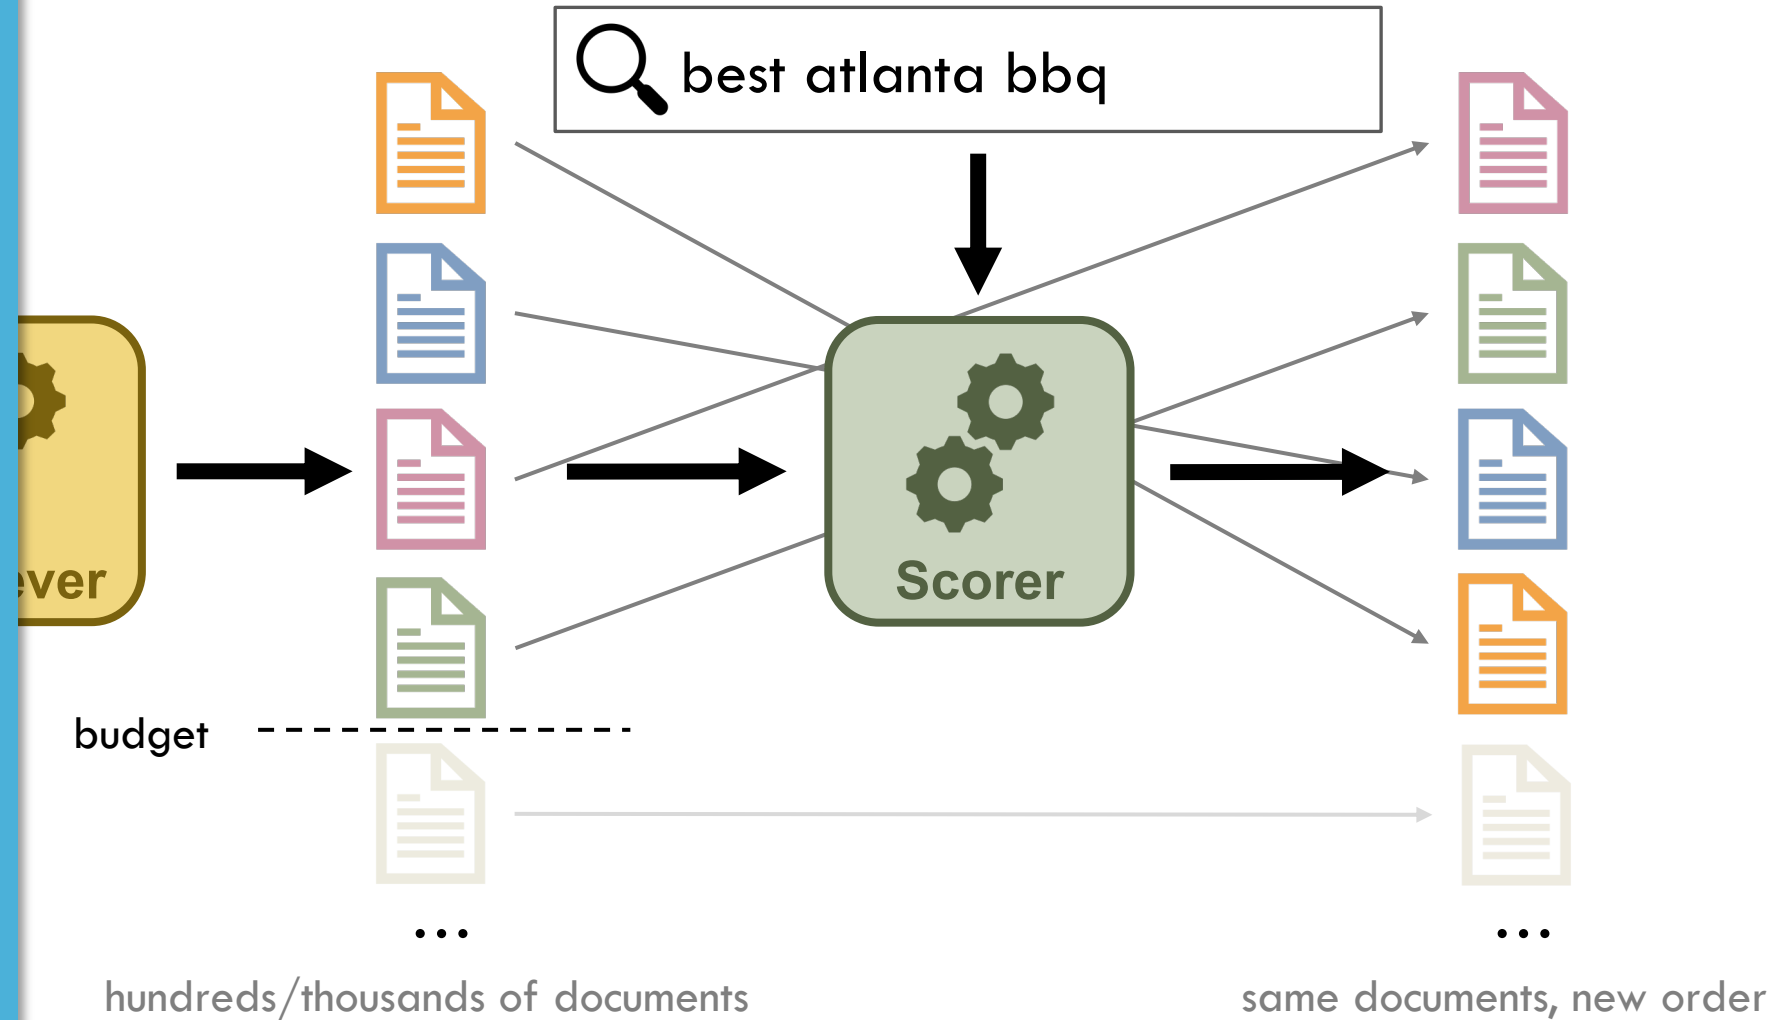 best atlanta bbq
ever
Scorer
budget
...
...
hundreds/thousands of documents
same documents, new order